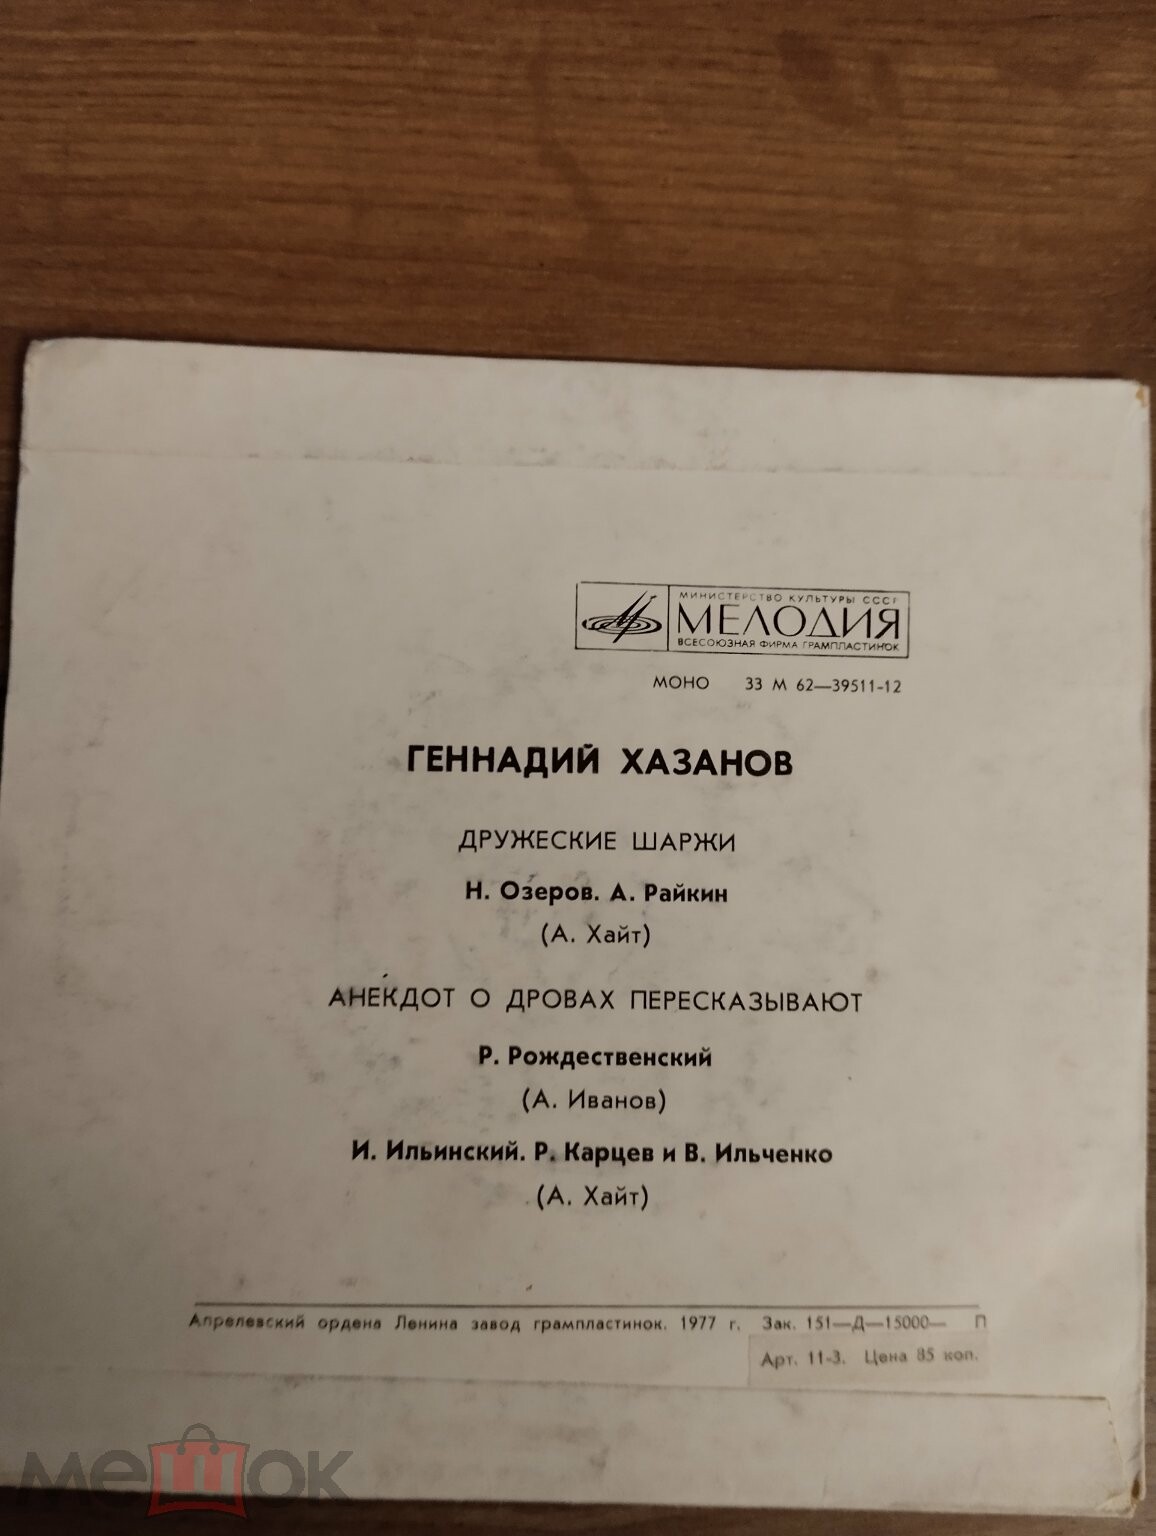 МИНИСТЕРСТВО КУЛЬТУРЫ СССР
МЕЛОДИЯ
ВСЕСОЮЗНАЯ ФИРМА ГРАМПЛАСТИНОК
МОНО 33 М 62—39511-12
ГЕННАДИЙ ХАЗАНОВ
ДРУЖЕСКИЕ ШАРЖИ
Н. Озеров. А. Райкин
(А. Хайт)
АНЕКДОТ О ДРОВАХ ПЕРЕСКАЗЫВАЮТ
Р. Рождественский
(А. Иванов)
И. Ильинский. Р. Карцев и В. Ильченко
(А. Хайт)
Апрелевский ордена Ленина завод грампластинок. 1977 г. Зак. 151—Д—15000— П
Арт. 11-3. Цена 85 коп.
мешок